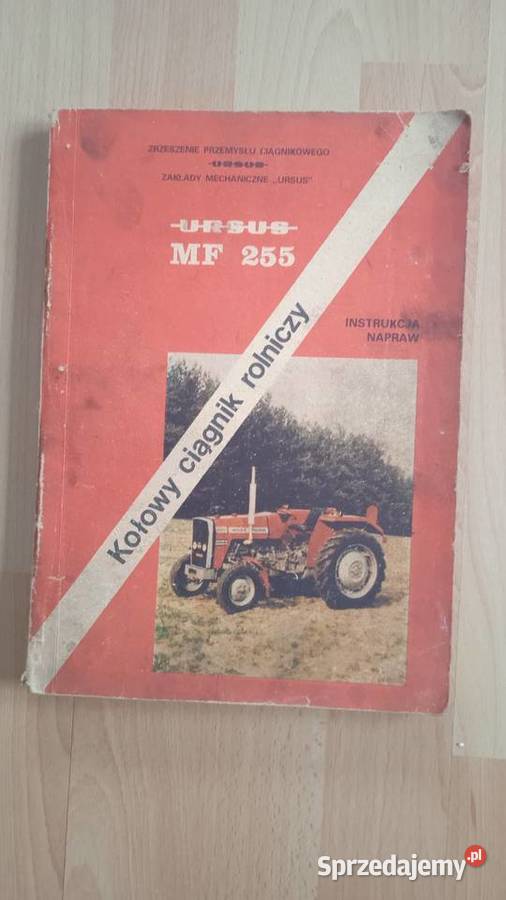 ZRZESZENIE PRZEMYSŁU CIĄGNIKOWEGO
URSUS
ZAKŁADY MECHANICZNE „URSUS"
URSUS
MF 255
INSTRUKCJA
NAPRAW
Kołowy ciągnik rolniczy
Sprzedajemy.pl